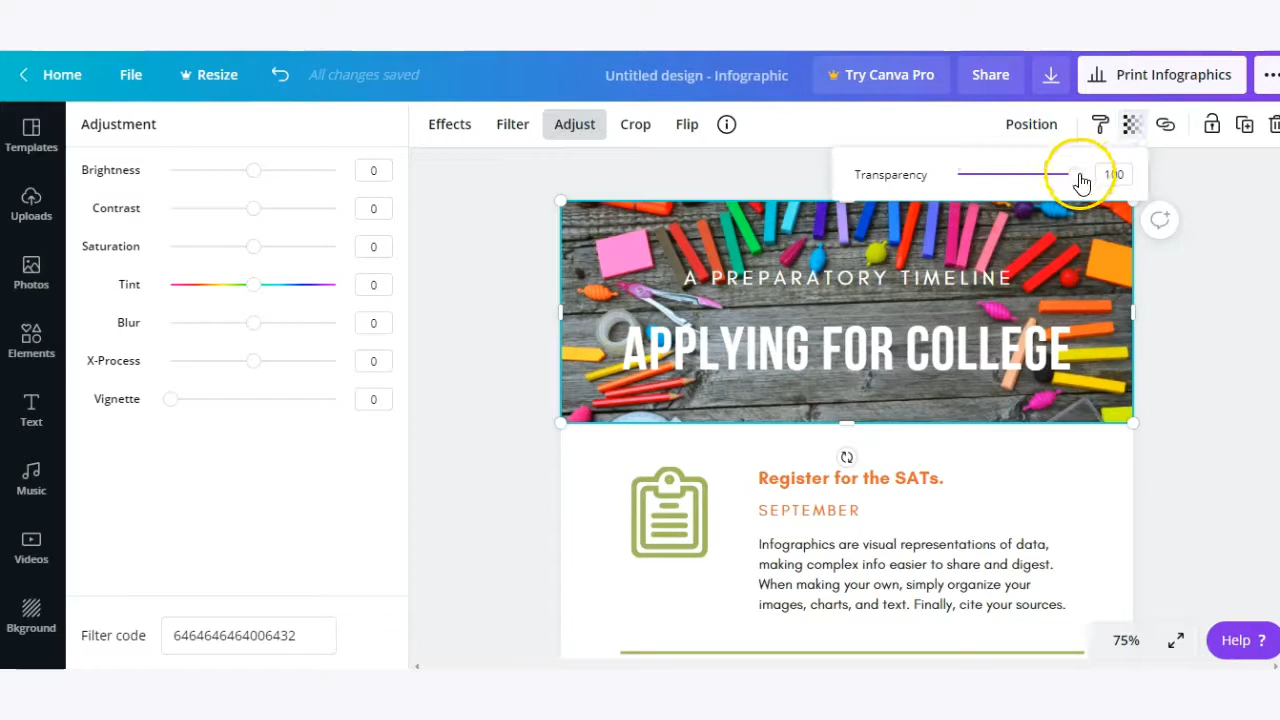 Home File Resize All changes saved Untitled design - Infographic Try Canva Pro Share Print Infographics
Templates
Uploads
Photos
Elements
Text
Music
Videos
Bkground
Adjustment
Brightness 0
Contrast 0
Saturation 0
Tint 0
Blur 0
X-Process 0
Vignette 0
Filter code 6464646464006432
Effects Filter Adjust Crop Flip Position
Transparency 100
A PREPARATORY TIMELINE
APPLYING FOR COLLEGE
Register for the SATs.
SEPTEMBER
Infographics are visual representations of data,
making complex info easier to share and digest.
When making your own, simply organize your
images, charts, and text. Finally, cite your sources.
75% Help ?